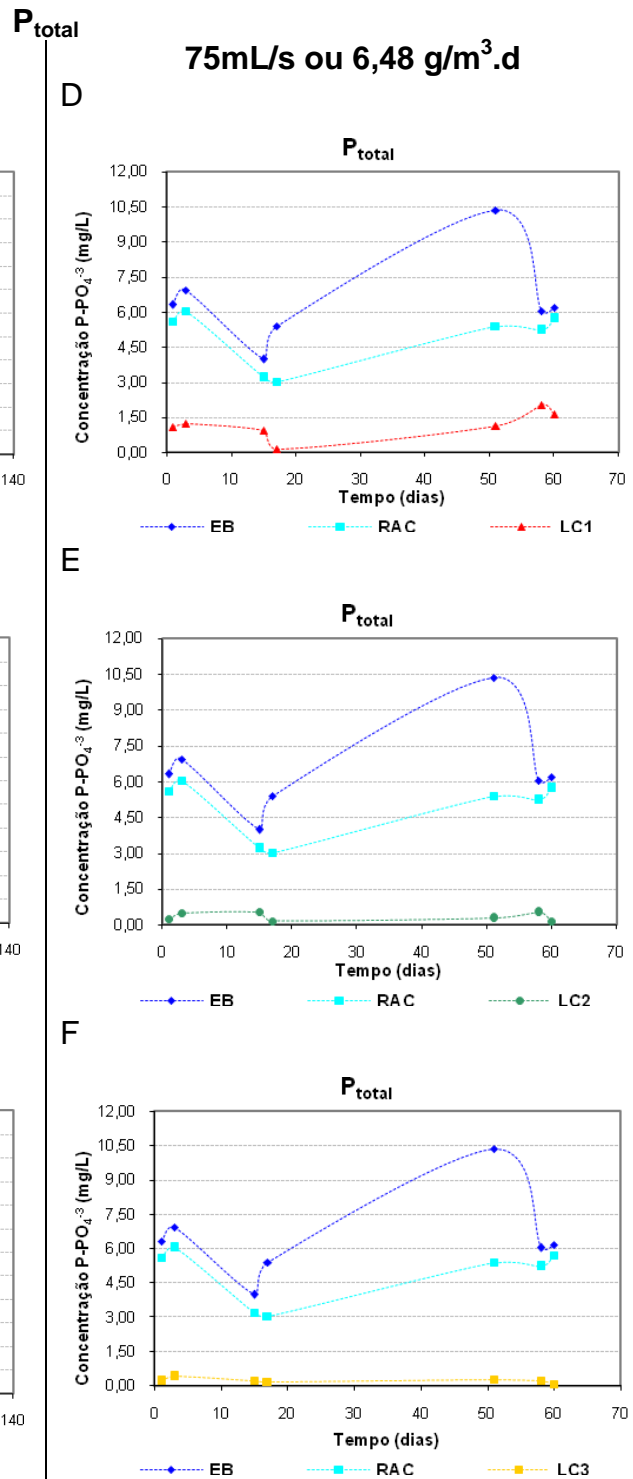 P_total
75mL/s ou 6,48 g/m³.d
D
P_total
Concentração P-PO₄⁻³ (mg/L)
12,00
10,50
9,00
7,50
6,00
4,50
3,00
1,50
0,00
140
0 10 20 30 40 50 60 70
Tempo (dias)
EB RAC LC1
E
P_total
Concentração P-PO₄⁻³ (mg/L)
12,00
10,50
9,00
7,50
6,00
4,50
3,00
1,50
0,00
140
0 10 20 30 40 50 60 70
Tempo (dias)
EB RAC LC2
F
P_total
Concentração P-PO₄⁻³ (mg/L)
12,00
10,50
9,00
7,50
6,00
4,50
3,00
1,50
0,00
140
0 10 20 30 40 50 60 70
Tempo (dias)
EB RAC LC3